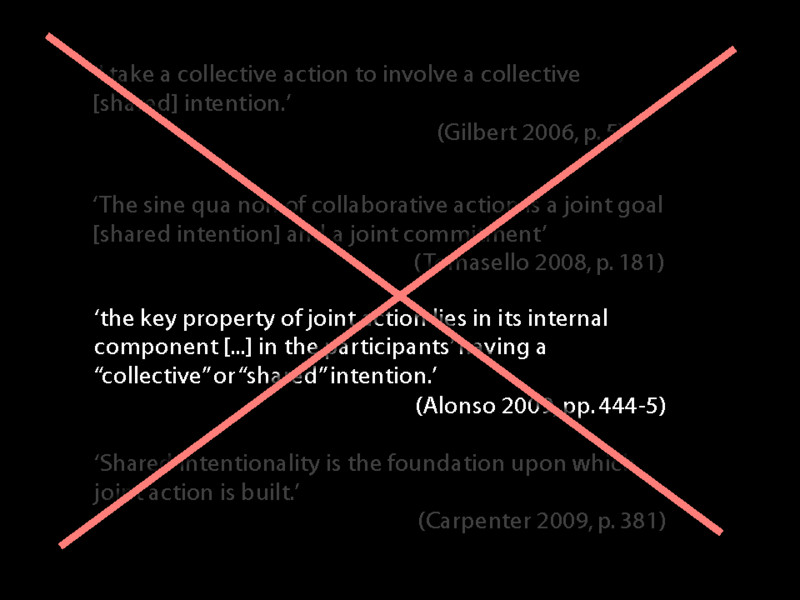 ‘I take a collective action to involve a collective
[shared] intention.’
(Gilbert 2006, p. 5)
‘The sine qua non of collaborative action is a joint goal
[shared intention] and a joint commitment’
(Tomasello 2008, p. 181)
‘the key property of joint action lies in its internal
component [...] in the participants’ having a
“collective” or “shared” intention.’
(Alonso 2009, pp. 444-5)
‘Shared intentionality is the foundation upon which
joint action is built.’
(Carpenter 2009, p. 381)